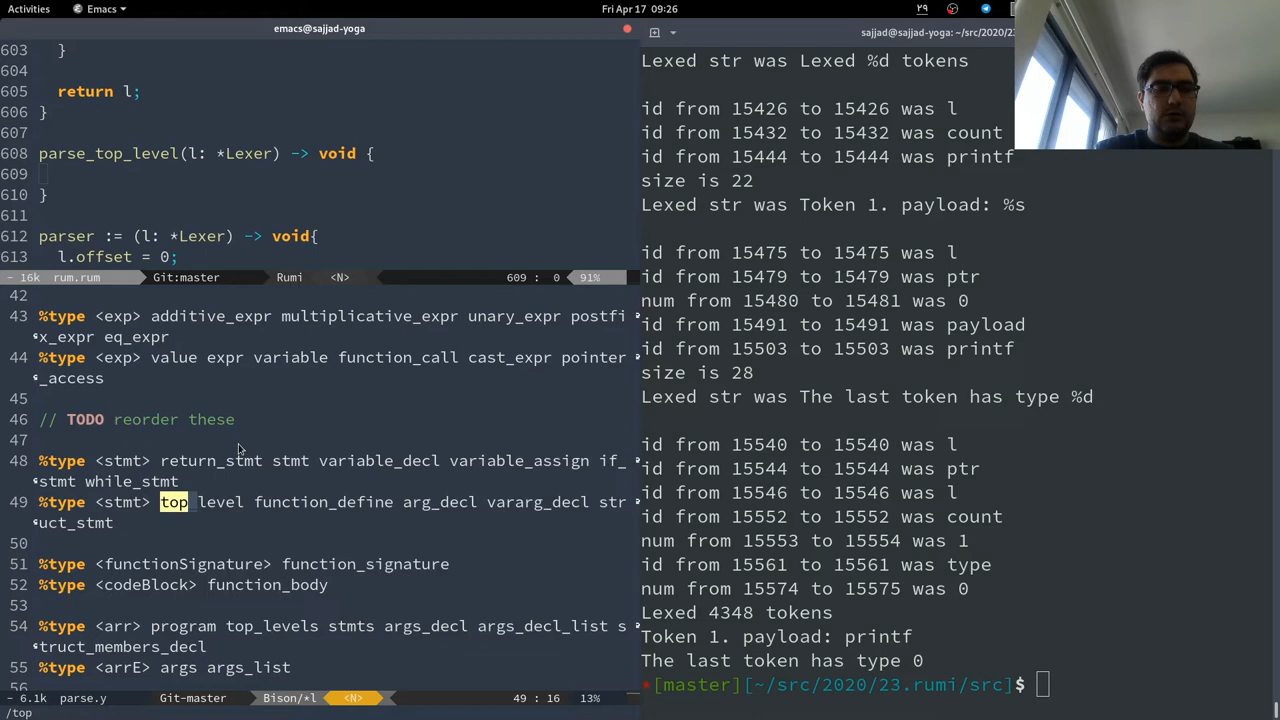 Activities Emacs Fri Apr 17 09:26 ۲۹
emacs@sajjad-yoga
603 }
604
605 return l;
606 }
607
608 parse_top_level(l: *Lexer) -> void {
609
610 }
611
612 parser := (l: *Lexer) -> void{
613 l.offset = 0;
- 16k rum.rum Git:master Rumi <N> 609 : 0 91%
42
43 %type <exp> additive_expr multiplicative_expr unary_expr postfi
x_expr eq_expr
44 %type <exp> value expr variable function_call cast_expr pointer
_access
45
46 // TODO reorder these
47
48 %type <stmt> return_stmt stmt variable_decl variable_assign if_
stmt while_stmt
49 %type <stmt> top_level function_define arg_decl vararg_decl str
uct_stmt
50
51 %type <functionSignature> function_signature
52 %type <codeBlock> function_body
53
54 %type <arr> program top_levels stmts args_decl args_decl_list s
truct_members_decl
55 %type <arrE> args args_list
56
- 6.1k parse.y Git-master Bison/*l <N> 49 : 16 13%
/top
sajjad@sajjad-yoga: ~/src/2020/23.
Lexed str was Lexed %d tokens
id from 15426 to 15426 was l
id from 15432 to 15432 was count
id from 15444 to 15444 was printf
size is 22
Lexed str was Token 1. payload: %s
id from 15475 to 15475 was l
id from 15479 to 15479 was ptr
num from 15480 to 15481 was 0
id from 15491 to 15491 was payload
id from 15503 to 15503 was printf
size is 28
Lexed str was The last token has type %d
id from 15540 to 15540 was l
id from 15544 to 15544 was ptr
id from 15546 to 15546 was l
id from 15552 to 15552 was count
num from 15553 to 15554 was 1
id from 15561 to 15561 was type
num from 15574 to 15575 was 0
Lexed 4348 tokens
Token 1. payload: printf
The last token has type 0
*[master][~/src/2020/23.rumi/src]$